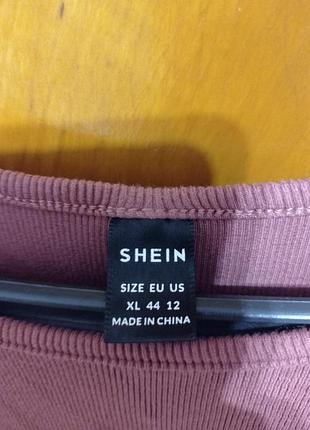 SHEIN
SIZE EU US
XL 44 12
MADE IN CHINA